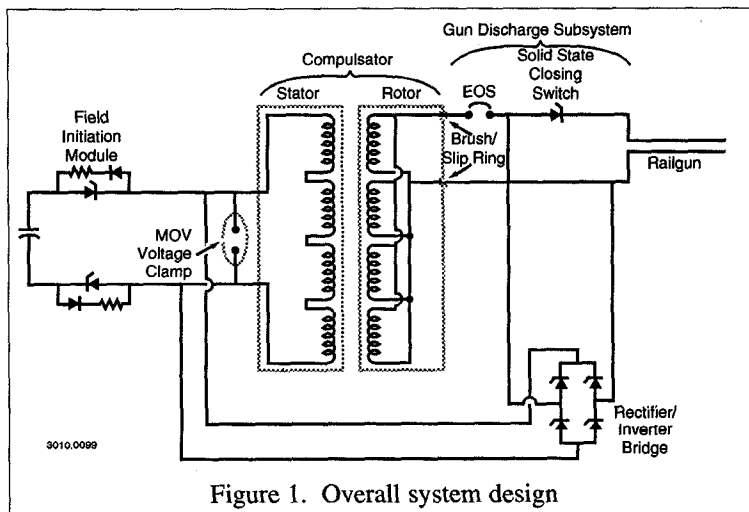 Gun Discharge Subsystem
Solid State
Closing
Switch
Compulsator
Stator
Rotor
EOS
Field
Initiation
Module
Brush/
Slip Ring
Railgun
MOV
Voltage
Clamp
Rectifier/
Inverter
Bridge
3010.0099
Figure 1. Overall system design